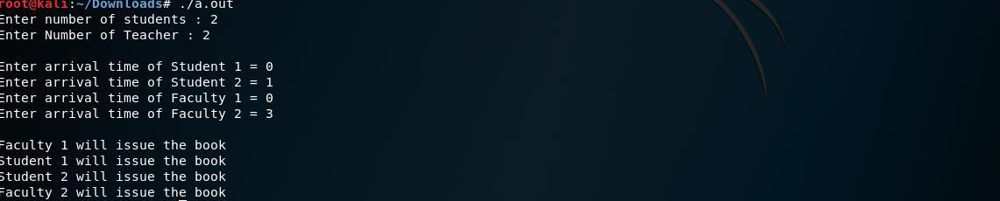 root@kali:~/Downloads# ./a.out
Enter number of students : 2
Enter Number of Teacher : 2
Enter arrival time of Student 1 = 0
Enter arrival time of Student 2 = 1
Enter arrival time of Faculty 1 = 0
Enter arrival time of Faculty 2 = 3
Faculty 1 will issue the book
Student 1 will issue the book
Student 2 will issue the book
Faculty 2 will issue the book